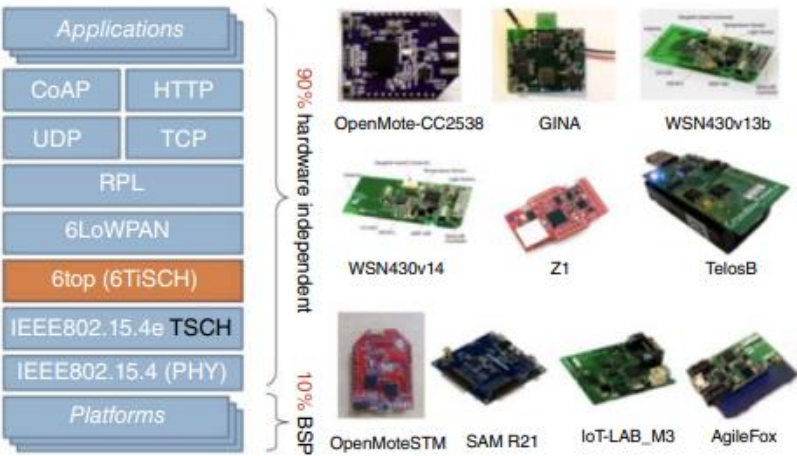 Applications
CoAP
HTTP
UDP
TCP
RPL
6LoWPAN
6top (6TiSCH)
IEEE802.15.4e TSCH
IEEE802.15.4 (PHY)
Platforms
90% hardware independent
10% BSP
OpenMote-CC2538
GINA
WSN430v13b
WSN430v14
Z1
TelosB
OpenMoteSTM
SAM R21
IoT-LAB_M3
AgileFox